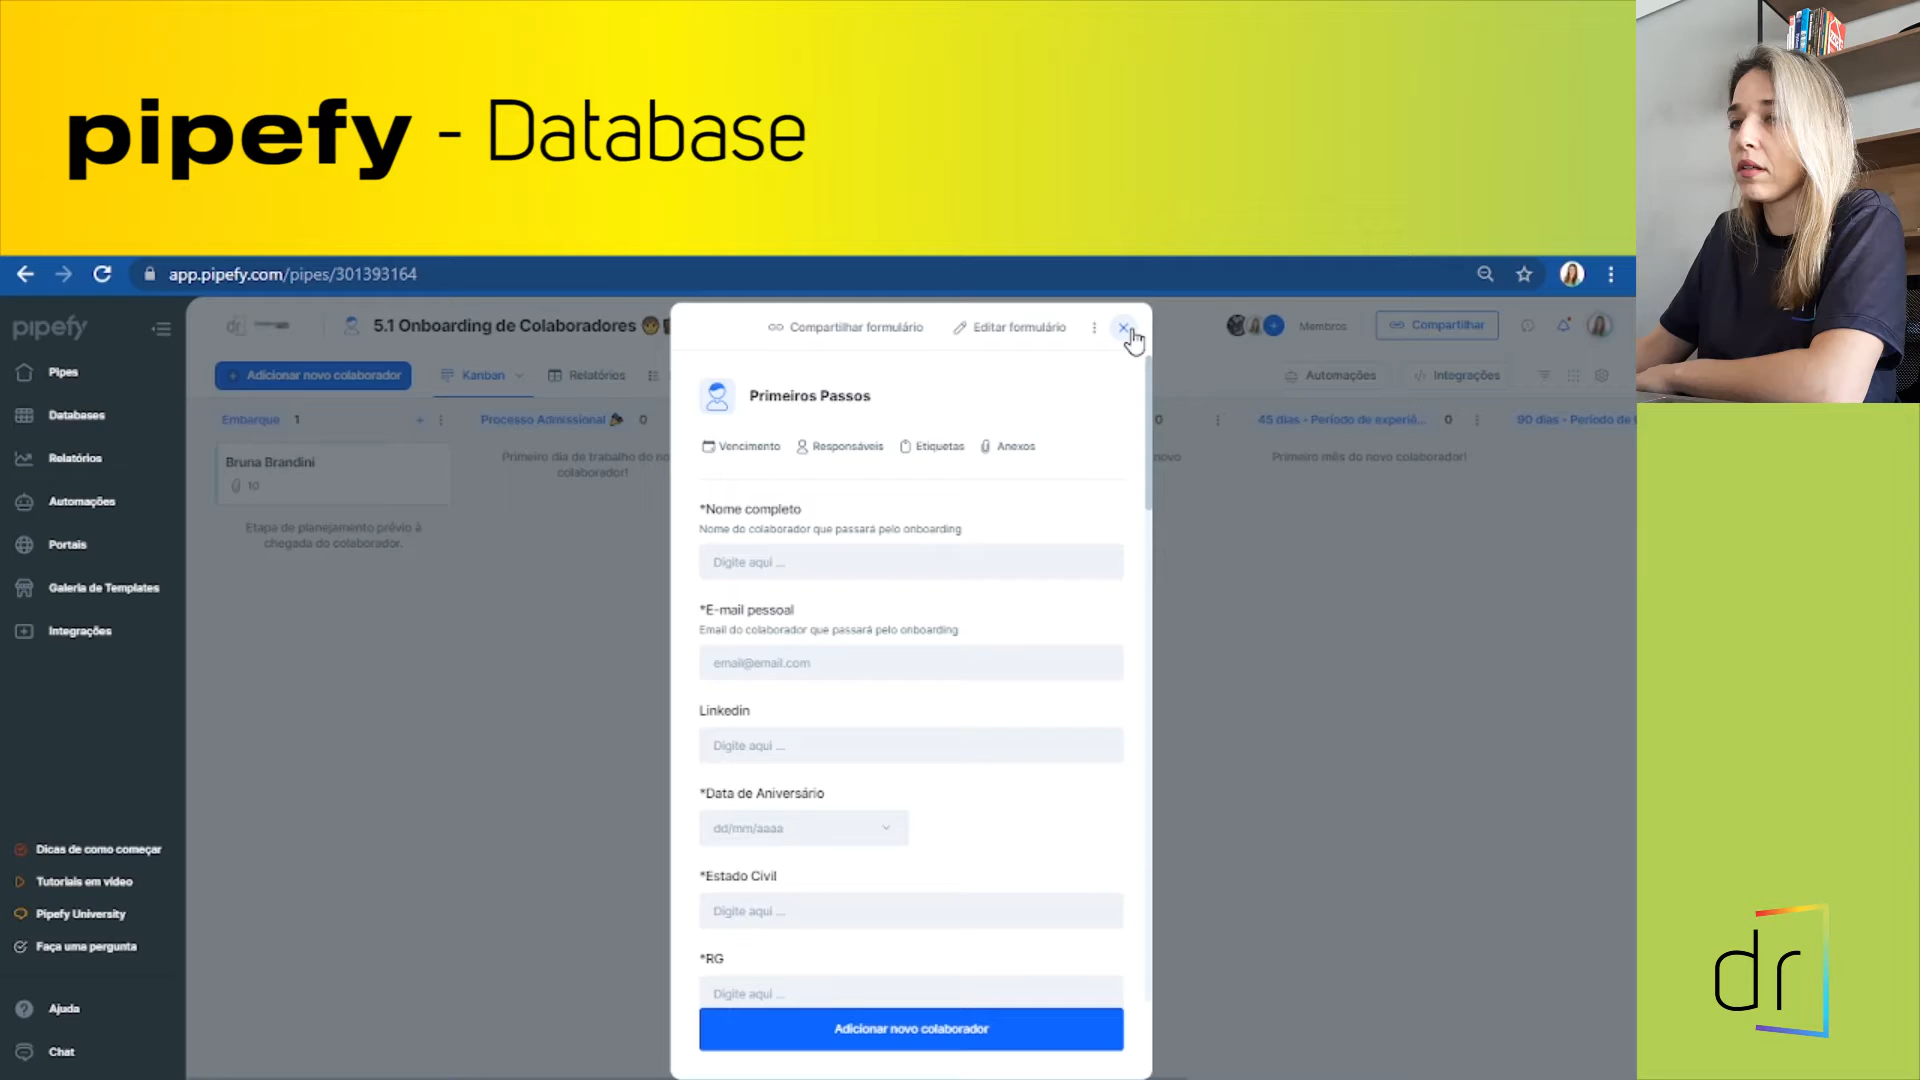 pipefy - Database
app.pipefy.com/pipes/301393164
pipefy
5.1 Onboarding de Colaboradores
Compartilhar formulário
Editar formulário
Membros
Compartilhar
Pipes
Databases
Relatórios
Automações
Portais
Galeria de Templates
Integrações
Dicas de como começar
Tutoriais em vídeo
Pipefy University
Faça uma pergunta
Ajuda
Chat
dr
+ Adicionar novo colaborador
Kanban
Relatórios
Automações
Integrações
Embarque 1
Processo Admissional 0
0
45 dias - Período de experiê... 0
90 dias - Período de
Bruna Brandini
10
Etapa de planejamento prévio à
chegada do colaborador.
Primeiro dia de trabalho do no
colaborador!
novo
Primeiro mês do novo colaborador!
Primeiros Passos
Vencimento
Responsáveis
Etiquetas
Anexos
*Nome completo
Nome do colaborador que passará pelo onboarding
Digite aqui ...
*E-mail pessoal
Email do colaborador que passará pelo onboarding
email@email.com
Linkedin
Digite aqui ...
*Data de Aniversário
dd/mm/aaaa
*Estado Civil
Digite aqui ...
*RG
Digite aqui ...
Adicionar novo colaborador
dr